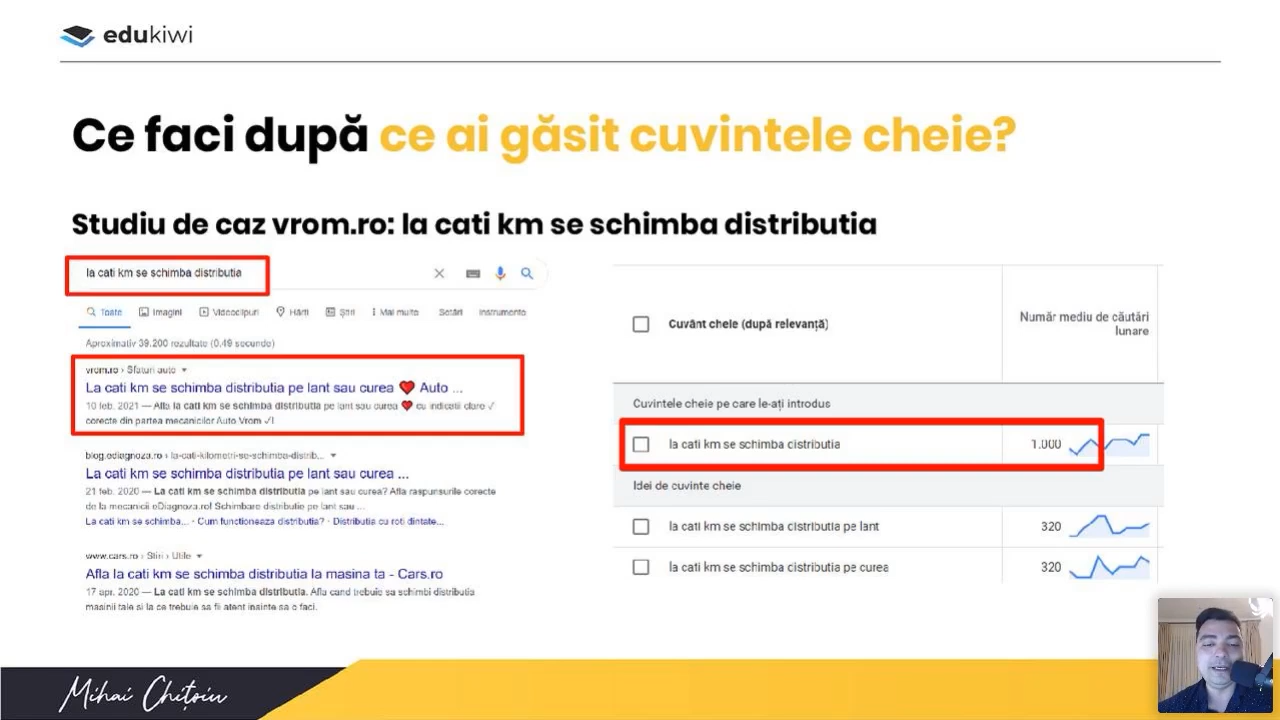 edukiwi
Ce faci după ce ai găsit cuvintele cheie?
Studiu de caz vrom.ro: la cati km se schimba distributia
la cati km se schimba distributia
Toate Imagini Videoclipuri Hărți Știri Mai multe Setări Instrumente
Aproximativ 39.200 rezultate (0,49 secunde)
vrom.ro › Sfaturi auto
La cati km se schimba distributia pe lant sau curea ❤ Auto ...
10 feb. 2021 — Afla la cati km se schimba distributia pe lant sau curea ❤ cu indicatii clare √
corecte din partea mecanicilor Auto Vrom √!
blog.ediagnoza.ro › la-cati-kilometri-se-schimba-distrib...
La cati km se schimba distributia pe lant sau curea ...
21 feb. 2020 — La cati km se schimba distributia pe lant sau curea? Afla raspunsurile corecte
de la mecanicii eDiagnoza.ro! Schimbare distributie pe lant sau ...
La cati km se schimba... · Cum functioneaza distributia? · Distributia cu roti dintate...
www.cars.ro › Stiri › Utile
Afla la cati km se schimba distributia la masina ta - Cars.ro
17 apr. 2020 — La cati km se schimba distributia. Afla cand trebuie sa schimbi distributia
masinii tale si la ce trebuie sa fii atent inainte sa o faci.
Cuvânt cheie (după relevanță)
Număr mediu de căutări
lunare
Cuvintele cheie pe care le-ați introdus
la cati km se schimba distributia 1.000
Idei de cuvinte cheie
la cati km se schimba distributia pe lant 320
la cati km se schimba distributia pe curea 320
Mihai Chițoiu